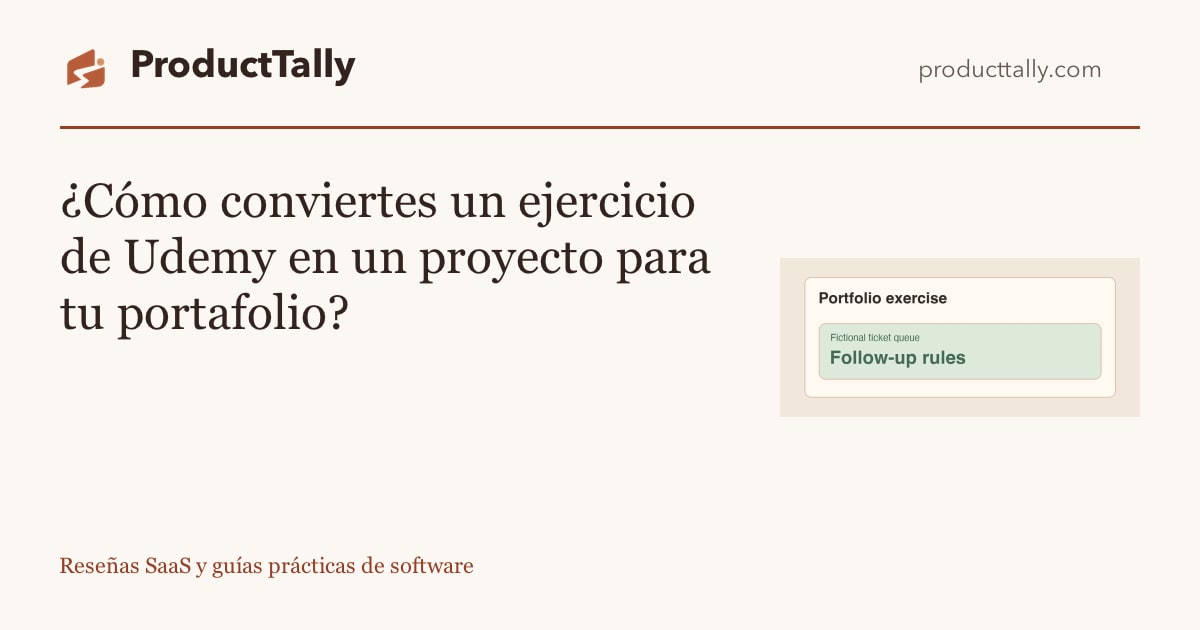 ProductTally
producttally.com
¿Cómo conviertes un ejercicio
de Udemy en un proyecto para
tu portafolio?
Portfolio exercise
Fictional ticket queue
Follow-up rules
Reseñas SaaS y guías prácticas de software